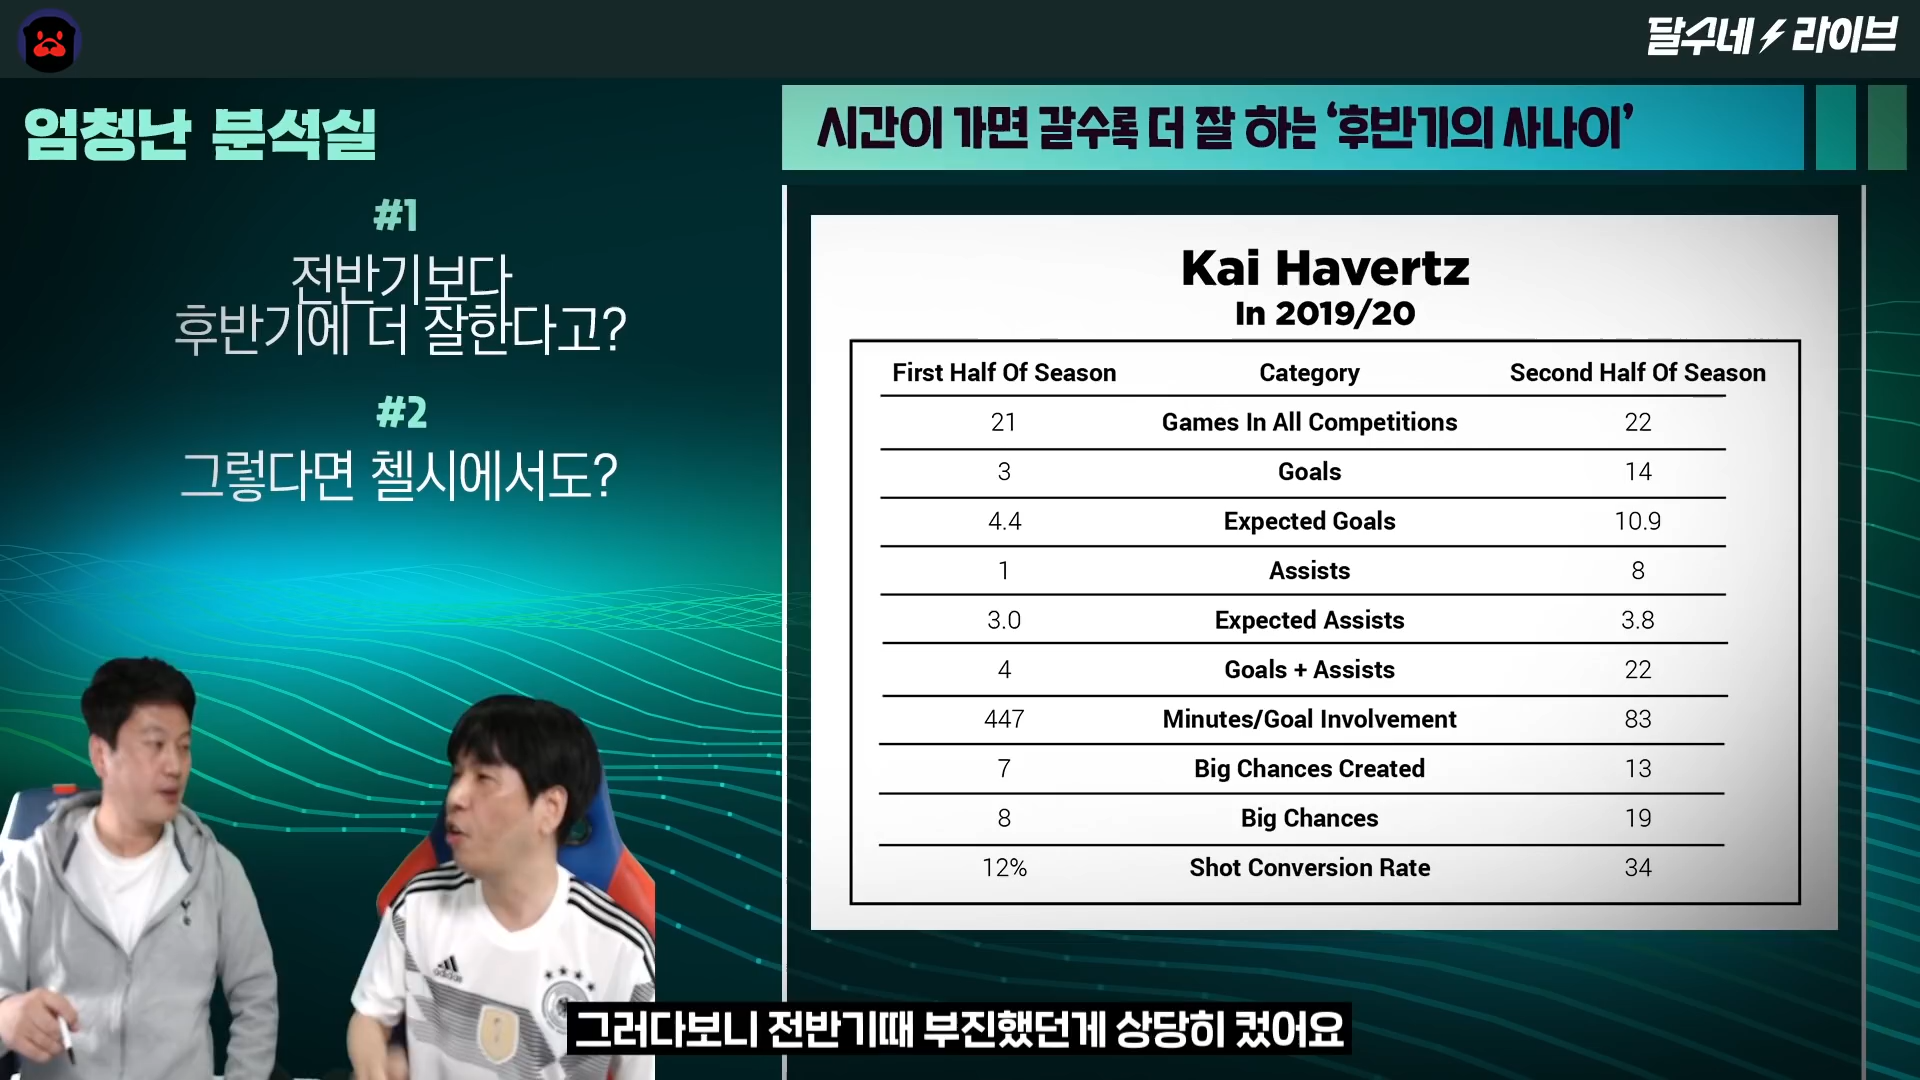 달수네 라이브
엄청난 분석실
시간이 가면 갈수록 더 잘 하는 ‘후반기의 사나이’
#1
전반기보다
후반기에 더 잘한다고?
#2
그렇다면 첼시에서도?
Kai Havertz
In 2019/20
First Half Of Season Category Second Half Of Season
21 Games In All Competitions 22
3 Goals 14
4.4 Expected Goals 10.9
1 Assists 8
3.0 Expected Assists 3.8
4 Goals + Assists 22
447 Minutes/Goal Involvement 83
7 Big Chances Created 13
8 Big Chances 19
12% Shot Conversion Rate 34
adidas
그러다보니 전반기때 부진했던게 상당히 컸어요